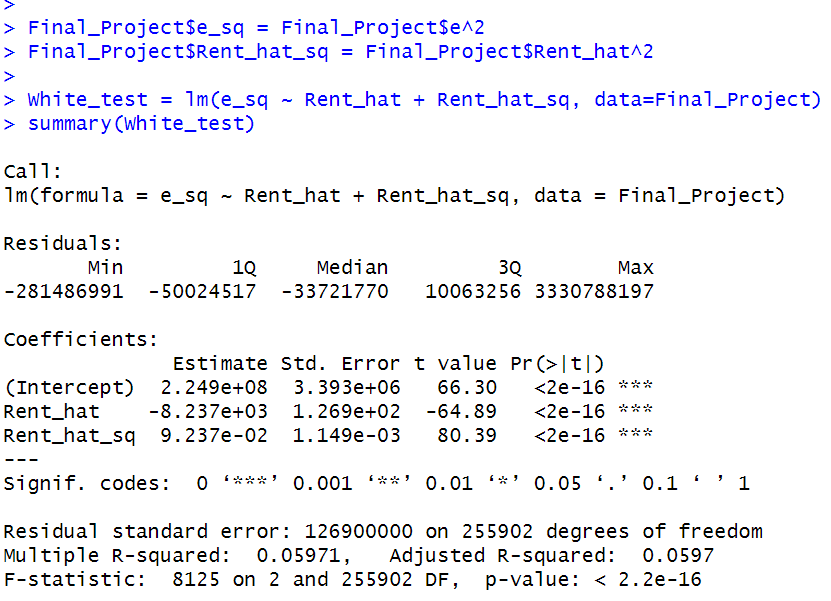 >
> Final_Project$e_sq = Final_Project$e^2
> Final_Project$Rent_hat_sq = Final_Project$Rent_hat^2
>
> White_test = lm(e_sq ~ Rent_hat + Rent_hat_sq, data=Final_Project)
> summary(White_test)
Call:
lm(formula = e_sq ~ Rent_hat + Rent_hat_sq, data = Final_Project)
Residuals:
       Min         1Q     Median         3Q        Max
-281486991  -50024517  -33721770   10063256 3330788197
Coefficients:
              Estimate Std. Error t value Pr(>|t|)
(Intercept)  2.249e+08  3.393e+06   66.30   <2e-16 ***
Rent_hat    -8.237e+03  1.269e+02  -64.89   <2e-16 ***
Rent_hat_sq  9.237e-02  1.149e-03   80.39   <2e-16 ***
---
Signif. codes:  0 ‘***’ 0.001 ‘**’ 0.01 ‘*’ 0.05 ‘.’ 0.1 ‘ ’ 1
Residual standard error: 126900000 on 255902 degrees of freedom
Multiple R-squared:  0.05971,	Adjusted R-squared:  0.0597
F-statistic:  8125 on 2 and 255902 DF,  p-value: < 2.2e-16